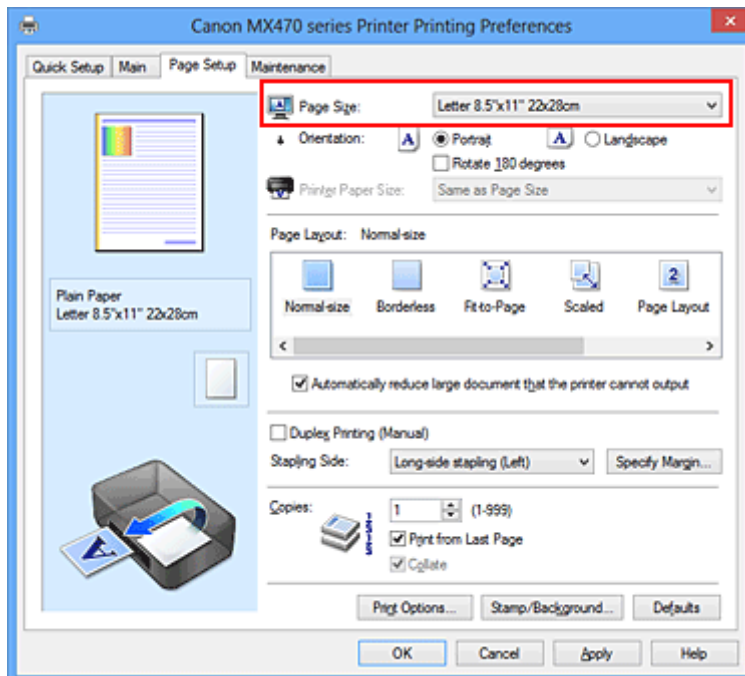 Canon MX470 series Printer Printing Preferences
Quick Setup Main Page Setup Maintenance
Page Size: Letter 8.5"x11" 22x28cm
Orientation: A Portrait A Landscape
Rotate 180 degrees
Printer Paper Size: Same as Page Size
Page Layout: Normal-size
Plain Paper
Letter 8.5"x11" 22x28cm
2
Normal-size Borderless Fit-to-Page Scaled Page Layout
Automatically reduce large document that the printer cannot output
Duplex Printing (Manual)
Stapling Side: Long-side stapling (Left) Specify Margin...
Copies: 1 (1-999)
Print from Last Page
Collate
A
Print Options... Stamp/Background... Defaults
OK Cancel Apply Help